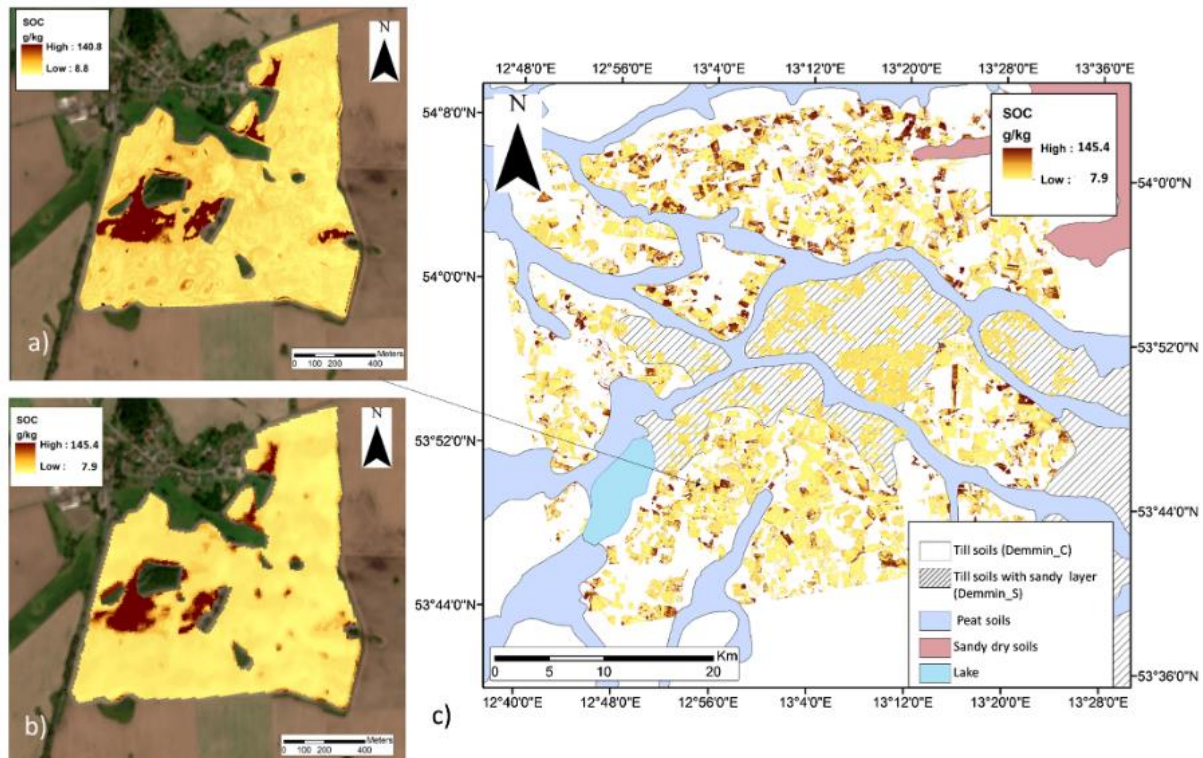 SOC
g/kg
High : 140.8
Low : 8.8
N
a)
Meters
0 100 200 400
SOC
g/kg
High : 145.4
Low : 7.9
N
b)
Meters
0 100 200 400
12°48'0"E 12°56'0"E 13°4'0"E 13°12'0"E 13°20'0"E 13°28'0"E 13°36'0"E
N
SOC
g/kg
High : 145.4
Low : 7.9
54°8'0"N
54°0'0"N
53°52'0"N
53°44'0"N
54°0'0"N
53°52'0"N
53°44'0"N
53°36'0"N
Till soils (Demmin_C)
Till soils with sandy layer
(Demmin_S)
Peat soils
Sandy dry soils
Lake
Km
0 5 10 20
12°40'0"E 12°48'0"E 12°56'0"E 13°4'0"E 13°12'0"E 13°20'0"E 13°28'0"E
c)